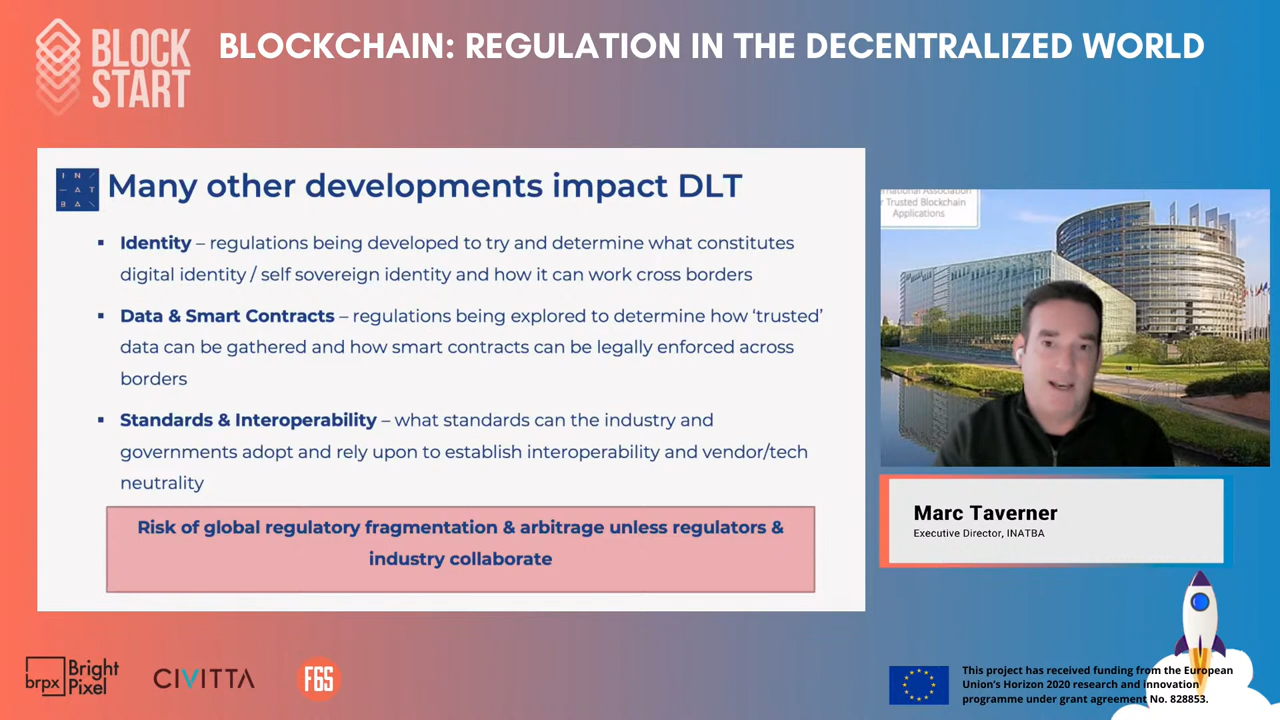 BLOCK
START
BLOCKCHAIN: REGULATION IN THE DECENTRALIZED WORLD
I N
A T
B A
Many other developments impact DLT
▪ Identity – regulations being developed to try and determine what constitutes
digital identity / self sovereign identity and how it can work cross borders
▪ Data & Smart Contracts – regulations being explored to determine how ‘trusted’
data can be gathered and how smart contracts can be legally enforced across
borders
▪ Standards & Interoperability – what standards can the industry and
governments adopt and rely upon to establish interoperability and vendor/tech
neutrality
Risk of global regulatory fragmentation & arbitrage unless regulators &
industry collaborate
Association
Trusted Blockchain
Applications
Marc Taverner
Executive Director, INATBA
brpx
Bright
Pixel
CIVITTA
F6S
This project has received funding from the European
Union’s Horizon 2020 research and innovation
programme under grant agreement No. 828853.